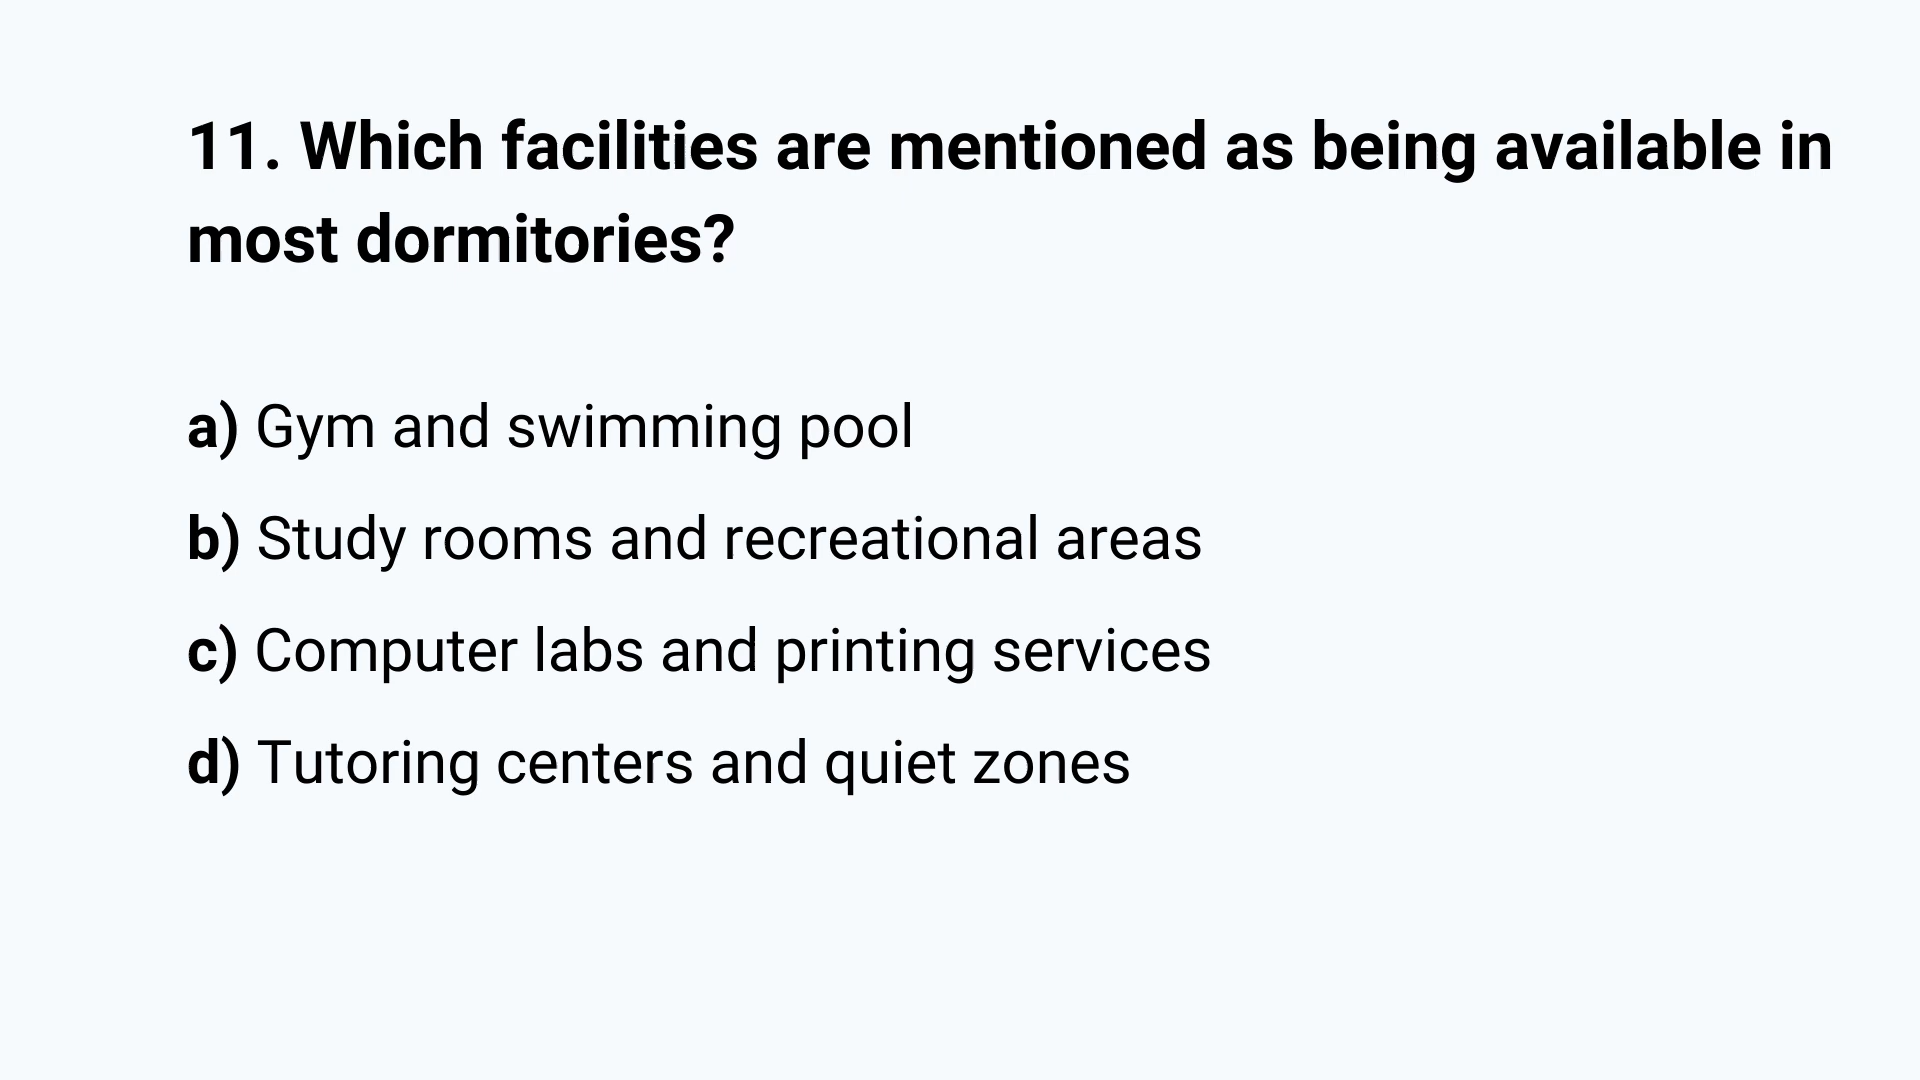 11. Which facilities are mentioned as being available in
most dormitories?
a) Gym and swimming pool
b) Study rooms and recreational areas
c) Computer labs and printing services
d) Tutoring centers and quiet zones